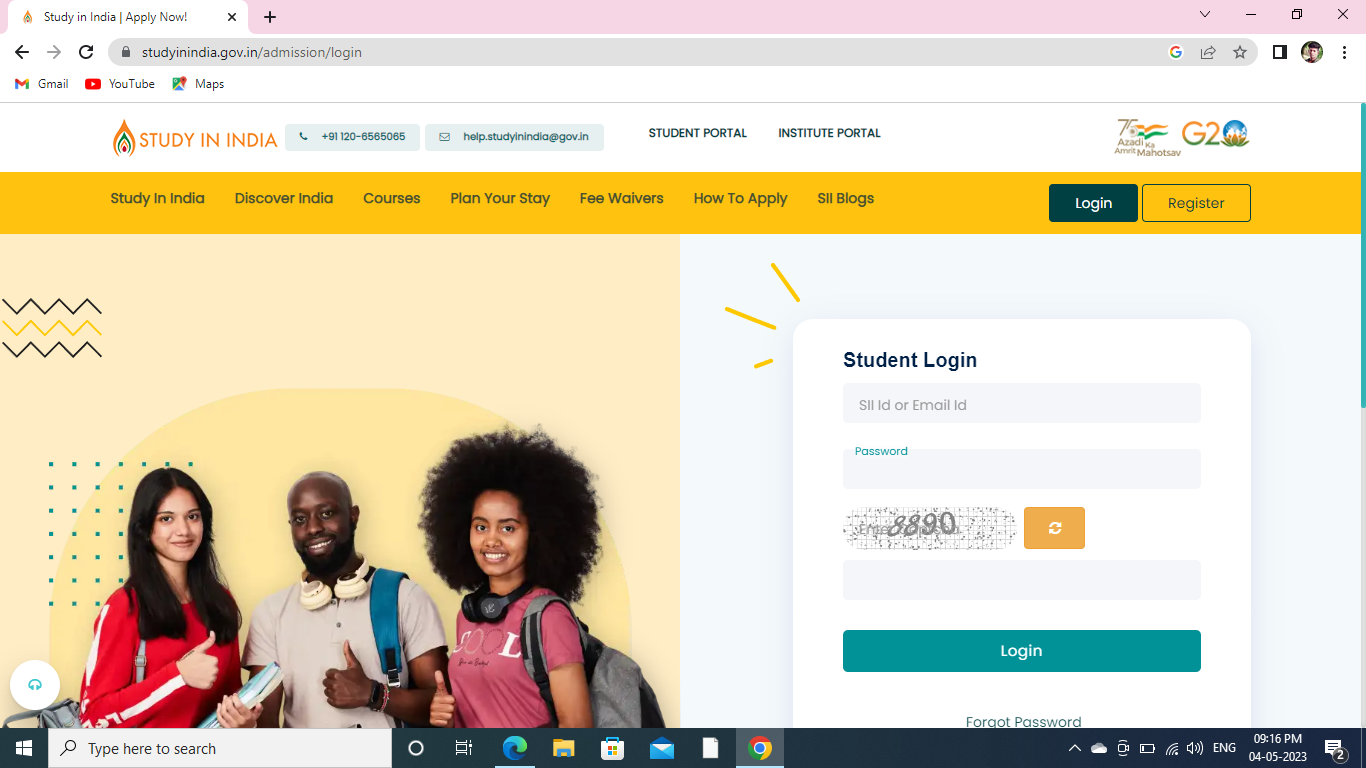 Study in India | Apply Now!
studyinindia.gov.in/admission/login
Gmail YouTube Maps
STUDY IN INDIA +91 120-6565065 help.studyinindia@gov.in STUDENT PORTAL INSTITUTE PORTAL
75 Azadi Ka Amrit Mahotsav G20
Study In India Discover India Courses Plan Your Stay Fee Waivers How To Apply SII Blogs Login Register
Student Login
SII Id or Email Id
Password
8890
Login
Forgot Password
Type here to search
ENG
09:16 PM
04-05-2023
2